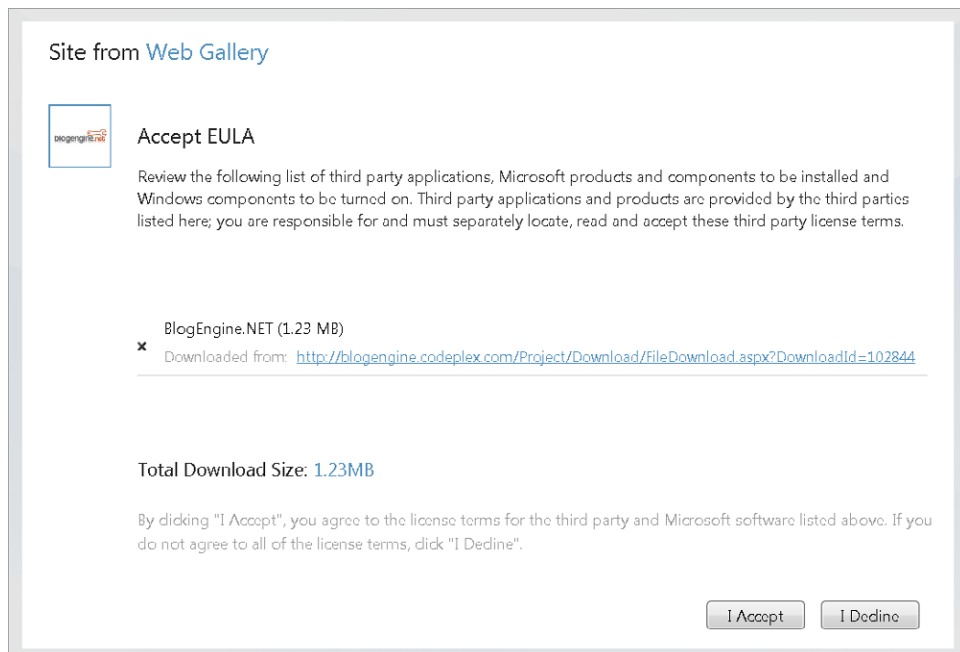 Site from Web Gallery
blogengine.net
Accept EULA
Review the following list of third party applications, Microsoft products and components to be installed and
Windows components to be turned on. Third party applications and products are provided by the third parties
listed here; you are responsible for and must separately locate, read and accept these third party license terms.
BlogEngine.NET (1.23 MB)
Downloaded from: http://blogengine.codeplex.com/Project/Download/FileDownload.aspx?DownloadId=102844
Total Download Size: 1.23MB
By clicking "I Accept", you agree to the license terms for the third party and Microsoft software listed above. If you
do not agree to all of the license terms, click "I Decline".
I Accept I Decline